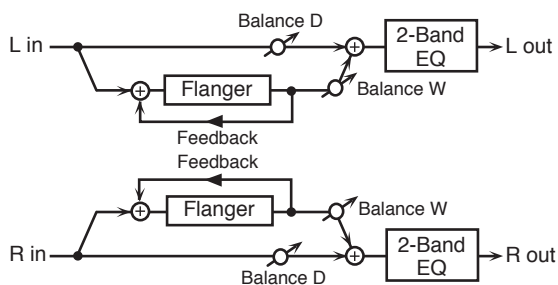 Balance D
L in
2-Band
EQ
L out
Flanger
Balance W
Feedback
Feedback
Flanger
Balance W
R in
2-Band
EQ
R out
Balance D